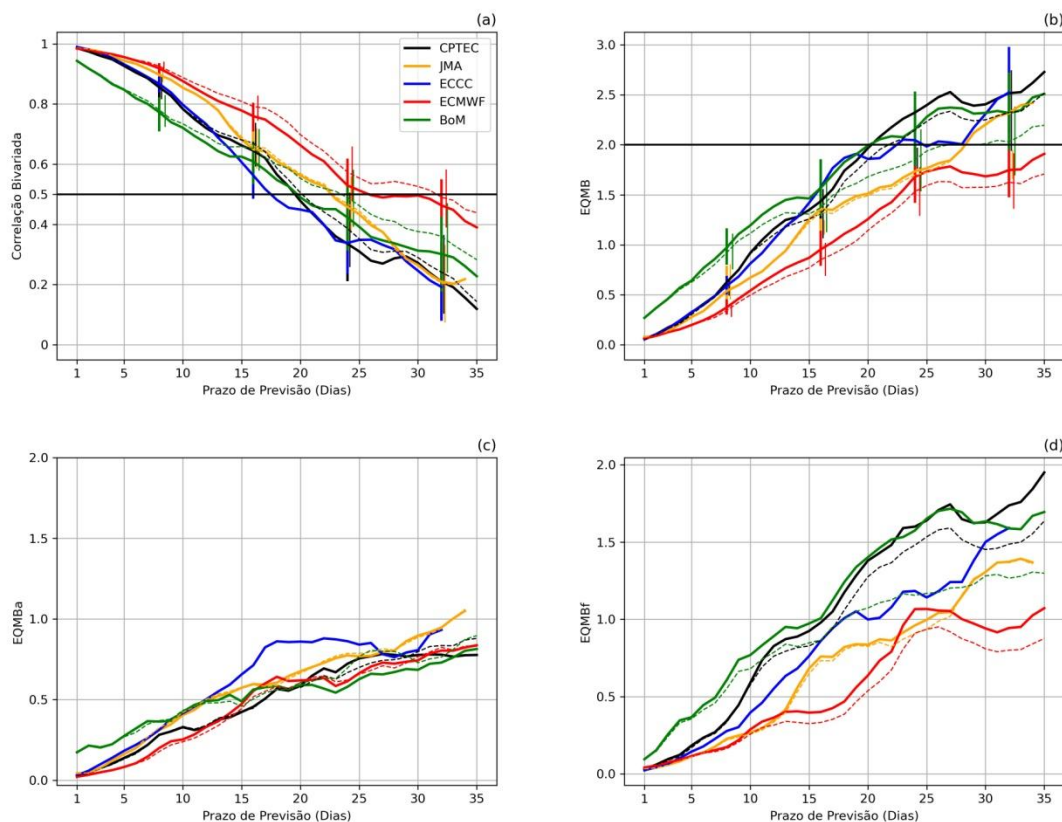 (a)
Correlação Bivariada
1
0.8
0.6
0.5
0.4
0.2
0
CPTEC
JMA
ECCC
ECMWF
BoM
1 5 10 15 20 25 30 35
Prazo de Previsão (Dias)
(b)
EQMB
3.0
2.5
2.0
1.5
1.0
0.5
0.0
1 5 10 15 20 25 30 35
Prazo de Previsão (Dias)
(c)
EQMBa
2.0
1.5
1.0
0.5
0.0
1 5 10 15 20 25 30 35
Prazo de Previsão (Dias)
(d)
EQMBf
2.0
1.5
1.0
0.5
0.0
1 5 10 15 20 25 30 35
Prazo de Previsão (Dias)